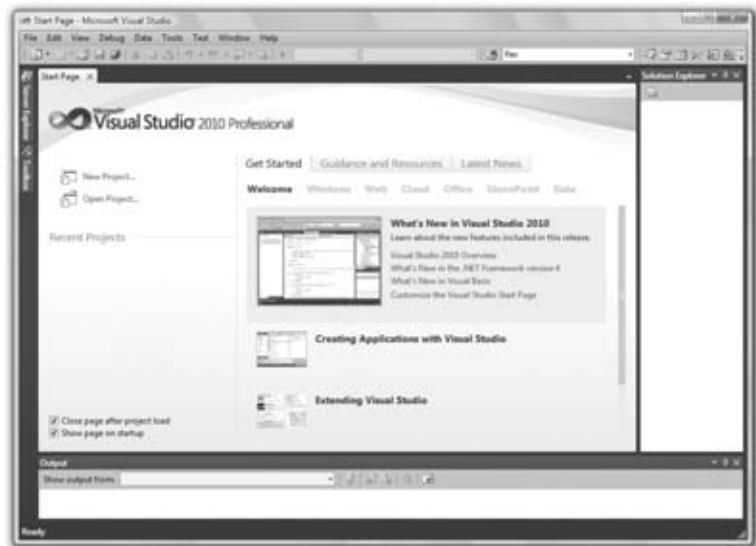 Start Page - Microsoft Visual Studio
File Edit View Debug Data Tools Test Window Help
flex
Start Page X
Solution Explorer
Server Explorer
Toolbox
Microsoft
Visual Studio 2010 Professional
New Project...
Open Project...
Recent Projects
Close page after project load
Show page on startup
Get Started Guidance and Resources Latest News
Welcome Windows Web Cloud Office SharePoint Data
What's New in Visual Studio 2010
Learn about the new features included in this release.
Visual Studio 2010 Overview
What's New in the .NET Framework version 4
What's New in Visual Basic
Customize the Visual Studio Start Page
Creating Applications with Visual Studio
Extending Visual Studio
Output
Show output from:
Ready